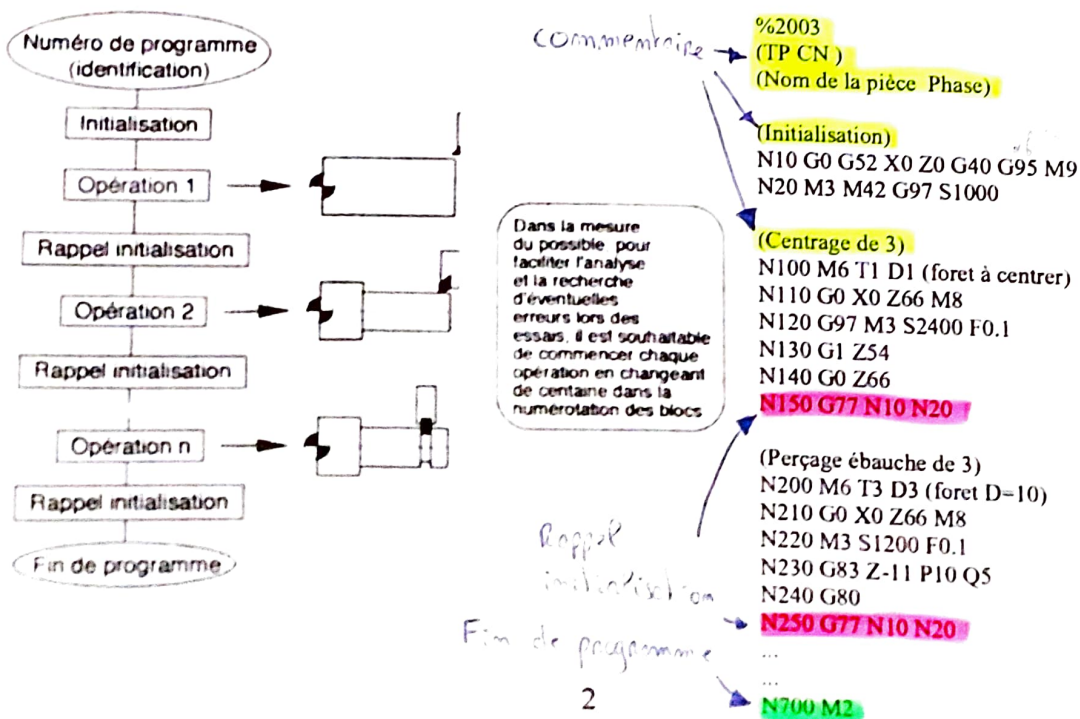 Numéro de programme
(identification)
Initialisation
Opération 1
Rappel initialisation
Opération 2
Rappel initialisation
Opération n
Rappel initialisation
Fin de programme
Dans la mesure
du possible pour
faciliter l'analyse
et la recherche
d'éventuelles
erreurs lors des
essais, il est souhaitable
de commencer chaque
opération en changeant
de centaine dans la
numérotation des blocs
commentaire
%2003
(TP CN )
(Nom de la pièce Phase)
(Initialisation)
N10 G0 G52 X0 Z0 G40 G95 M9
N20 M3 M42 G97 S1000
(Centrage de 3)
N100 M6 T1 D1 (foret à centrer)
N110 G0 X0 Z66 M8
N120 G97 M3 S2400 F0.1
N130 G1 Z54
N140 G0 Z66
N150 G77 N10 N20
(Perçage ébauche de 3)
N200 M6 T3 D3 (foret D=10)
N210 G0 X0 Z66 M8
N220 M3 S1200 F0.1
N230 G83 Z-11 P10 Q5
N240 G80
N250 G77 N10 N20
...
...
N700 M2
Rappel
initialisation
Fin de programme
2